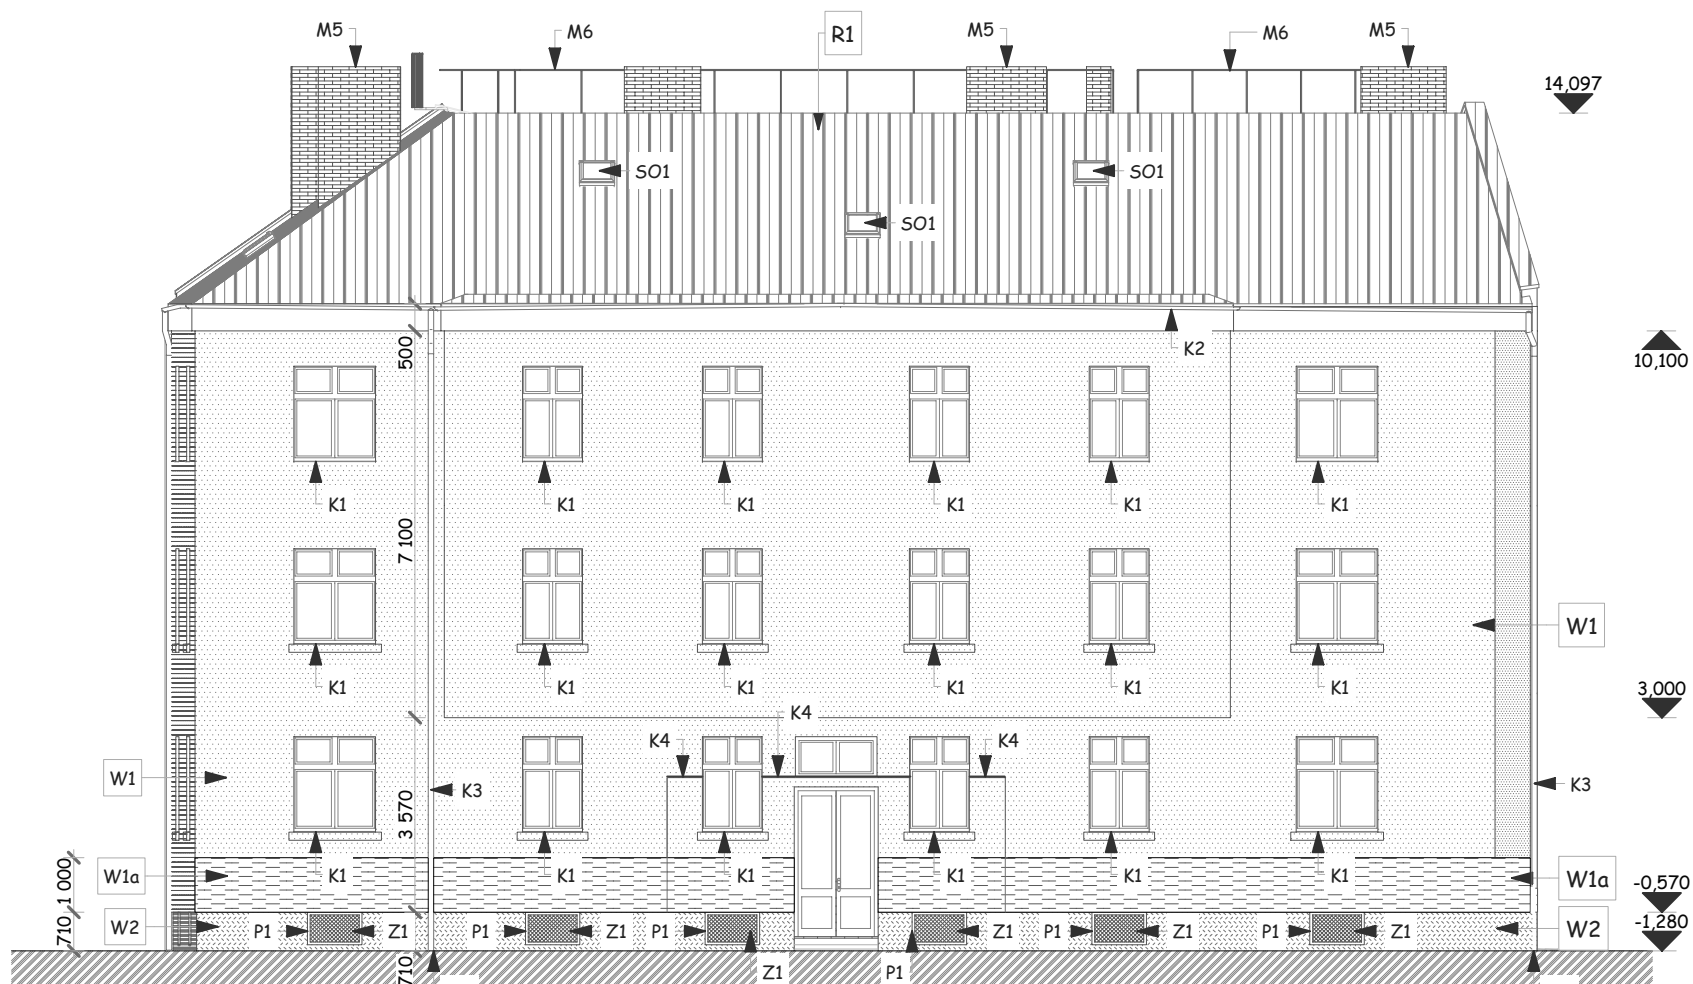 M5 M6 R1 M5 M6 M5
14,097
SO1 SO1
SO1
500 K2 10,100
K1 K1 K1 K1 K1 K1
7 100
W1
K1 K1 K1 K1 K1 K1
3,000
K4
K4 K4
W1 K3 K3
3 570
1 000 W1a K1 K1 K1 K1 K1 K1 W1a -0,570
710 W2 P1 Z1 P1 Z1 P1 Z1 P1 Z1 P1 Z1 W2 -1,280
710 Z1 P1